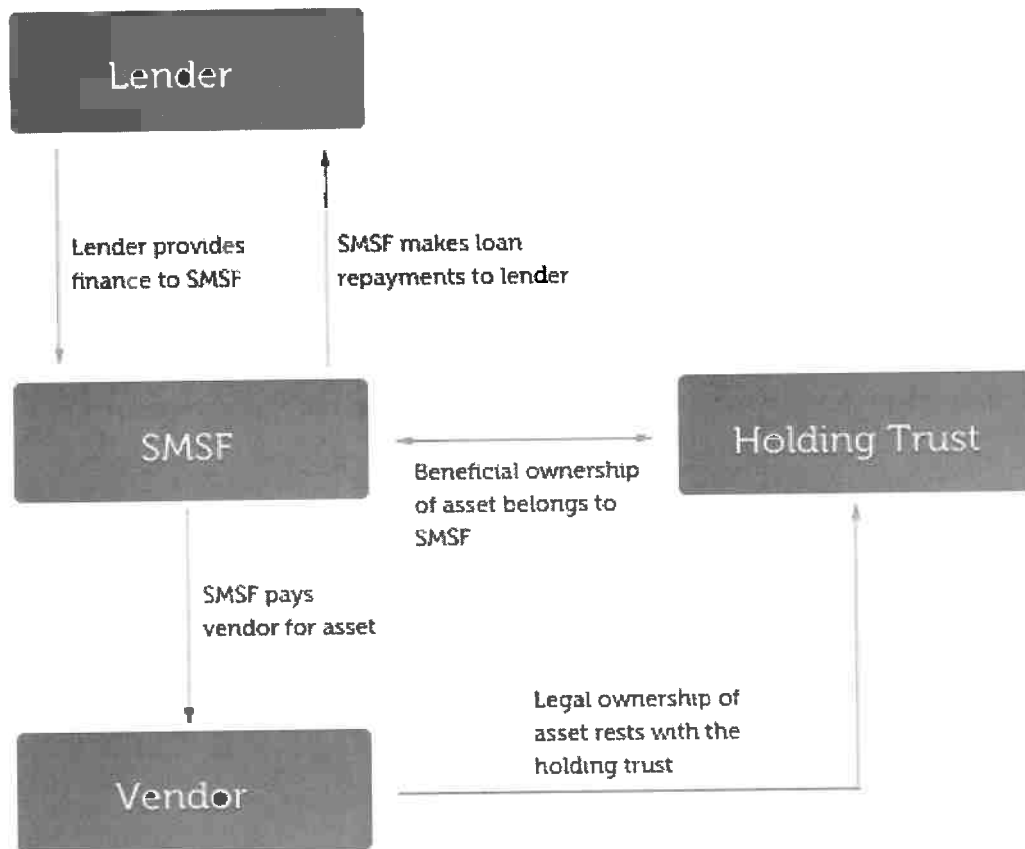 Lender
Lender provides
finance to SMSF
SMSF makes loan
repayments to lender
SMSF
Beneficial ownership
of asset belongs to
SMSF
Holding Trust
SMSF pays
vendor for asset
Legal ownership of
asset rests with the
holding trust
Vendor